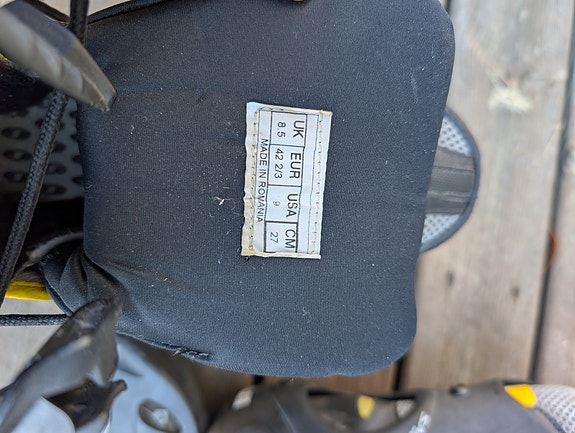 UK EUR USA CM
8.5 42 2/3 9 27
MADE IN ROMANIA